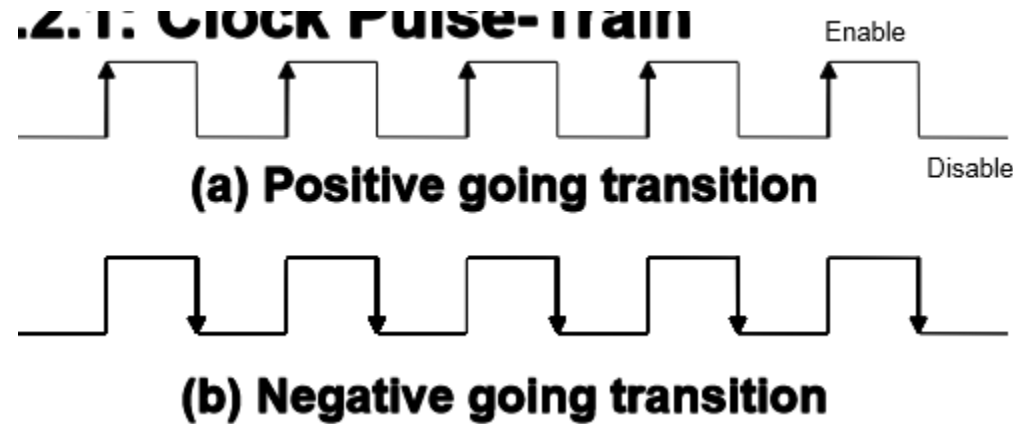 .2.1: Clock Pulse-Train
Enable
Disable
(a) Positive going transition
(b) Negative going transition